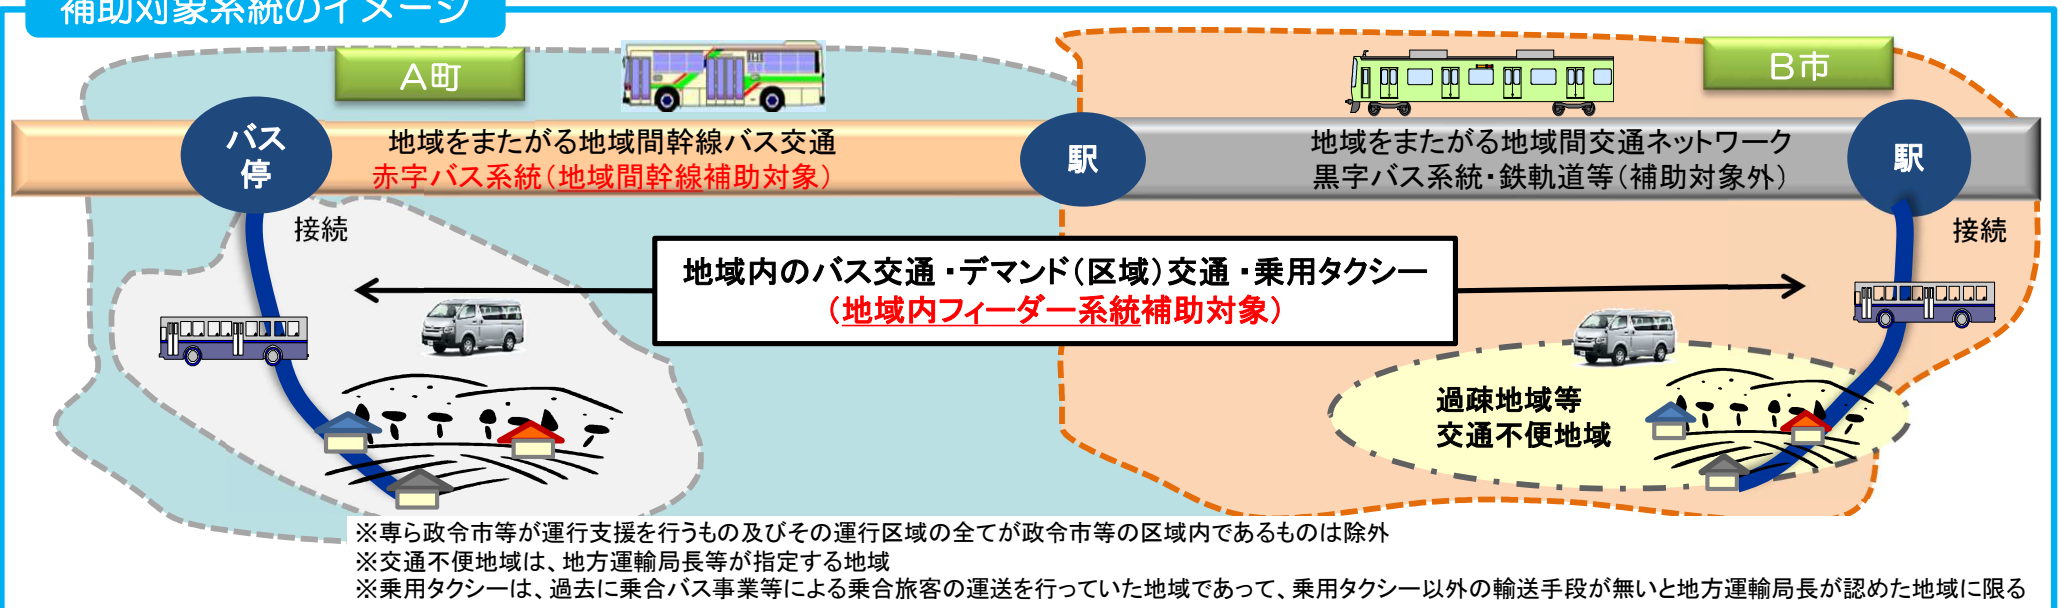 補助対象系統のイメージ
A町
B市
バス
停
地域をまたがる地域間幹線バス交通
赤字バス系統(地域間幹線補助対象)
駅
地域をまたがる地域間交通ネットワーク
黒字バス系統・鉄軌道等(補助対象外)
駅
接続
接続
地域内のバス交通・デマンド(区域)交通・乗用タクシー
(地域内フィーダー系統補助対象)
過疎地域等
交通不便地域
※専ら政令市等が運行支援を行うもの及びその運行区域の全てが政令市等の区域内であるものは除外
※交通不便地域は、地方運輸局長等が指定する地域
※乗用タクシーは、過去に乗合バス事業等による乗合旅客の運送を行っていた地域であって、乗用タクシー以外の輸送手段が無いと地方運輸局長が認めた地域に限る